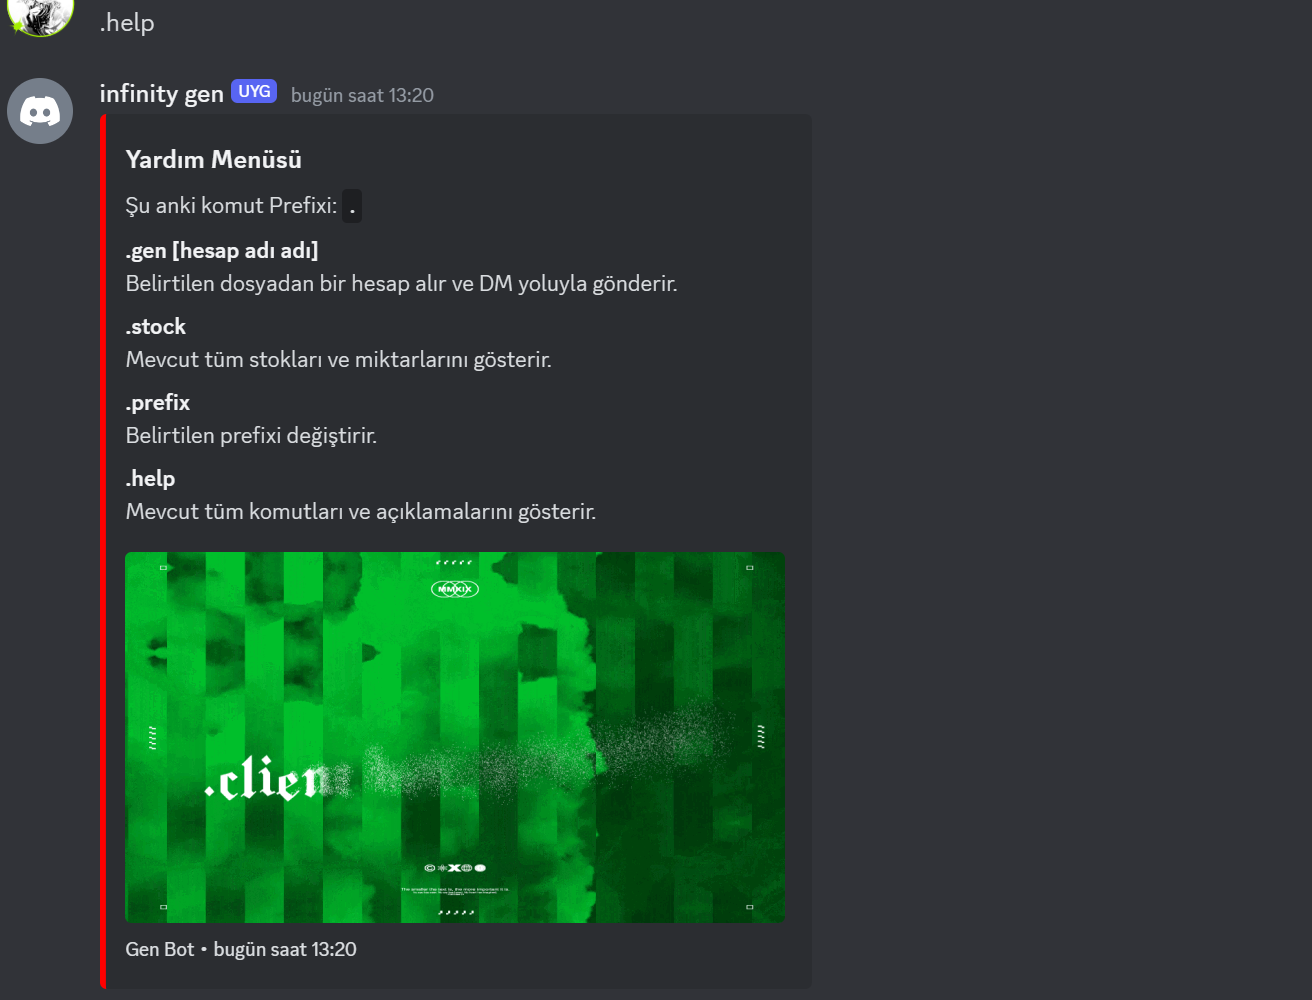 .help
infinity gen UYG bugün saat 13:20
Yardım Menüsü
Şu anki komut Prefixi: .
.gen [hesap adı adı]
Belirtilen dosyadan bir hesap alır ve DM yoluyla gönderir.
.stock
Mevcut tüm stokları ve miktarlarını gösterir.
.prefix
Belirtilen prefixi değiştirir.
.help
Mevcut tüm komutları ve açıklamalarını gösterir.
MMXIX
.clien
The smaller the text is, the more important it is.
Gen Bot • bugün saat 13:20